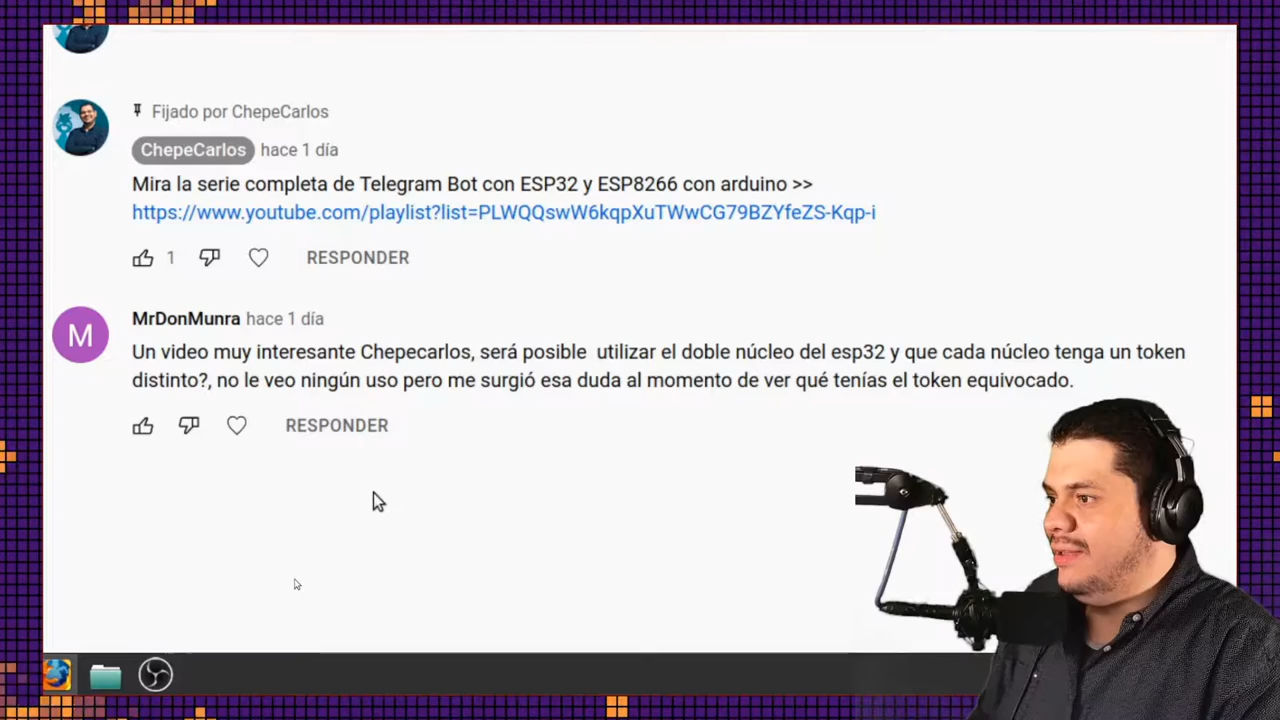 Fijado por ChepeCarlos
ChepeCarlos hace 1 día
Mira la serie completa de Telegram Bot con ESP32 y ESP8266 con arduino >>
https://www.youtube.com/playlist?list=PLWQQswW6kqpXuTWwCG79BZYfeZS-Kqp-i
1 RESPONDER
M
MrDonMunra hace 1 día
Un video muy interesante Chepecarlos, será posible utilizar el doble núcleo del esp32 y que cada núcleo tenga un token
distinto?, no le veo ningún uso pero me surgió esa duda al momento de ver qué tenías el token equivocado.
RESPONDER